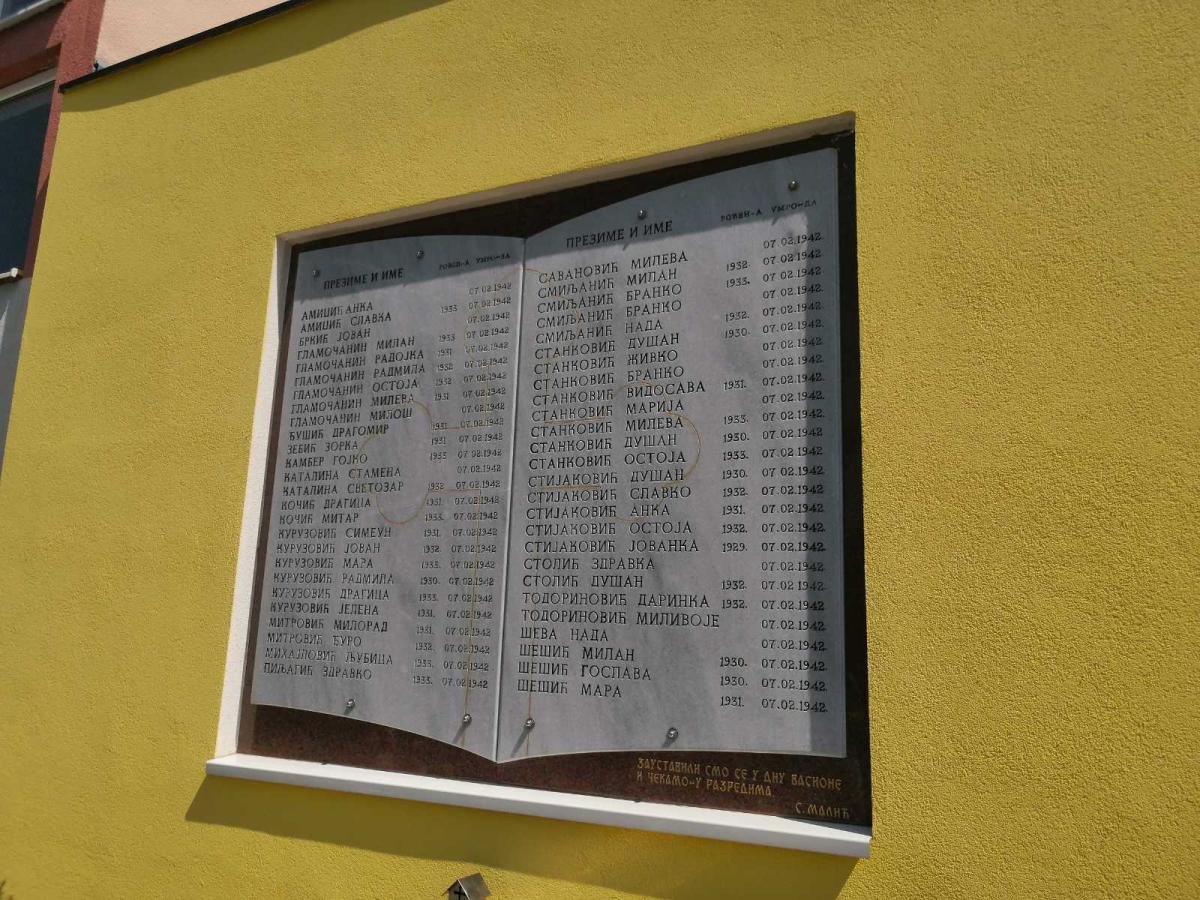 ПРЕЗИМЕ И ИМЕ РОЂЕН-А УМРО-ЛА
АМИЏИЋ АНКА 07.02.1942
АМИЏИЋ СЛАВКА 1933 07.02.1942
БРКИЋ ЈОВАН 07.02.1942
ГЛАМОЧАНИН МИЛАН 1933 07.02.1942
ГЛАМОЧАНИН РАДОЈКА 1931 07.02.1942
ГЛАМОЧАНИН РАДМИЛА 1932 07.02.1942
ГЛАМОЧАНИН ОСТОЈА 1932 07.02.1942
ГЛАМОЧАНИН МИЛЕВА 1931 07.02.1942
ГЛАМОЧАНИН МИЛОШ 07.02.1942
ЂУШИЋ ДРАГОМИР 1931 07.02.1942
ЗЕБИЋ ЗОРКА 1931 07.02.1942
КАМБЕР ГОЈКО 1933 07.02.1942
КАТАЛИНА СТАМЕНА 07.02.1942
КАТАЛИНА СВЕТОЗАР 1932 07.02.1942
КОЧИЋ ДРАГИЦА 1931. 07.02.1942
КОЧИЋ МИТАР 1933. 07.02.1942
КУРУЗОВИЋ СИМЕУН 1931. 07.02.1942
КУРУЗОВИЋ ЈОВАН 1932. 07.02.1942
КУРУЗОВИЋ МАРА 1933. 07.02.1942
КУРУЗОВИЋ РАДМИЛА 1930. 07.02.1942
КУРУЗОВИЋ ДРАГИЦА 1933. 07.02.1942
КУРУЗОВИЋ ЈЕЛЕНА 1931. 07.02.1942
МИТРОВИЋ МИЛОРАД 1931. 07.02.1942
МИТРОВИЋ ЂУРО 1932. 07.02.1942
МИХАЈЛОВИЋ ЉУБИЦА 1933. 07.02.1942
ПИЉАГИЋ ЗДРАВКО 1933. 07.02.1942
ПРЕЗИМЕ И ИМЕ РОЂЕН-А УМРО-ЛА
САВАНОВИЋ МИЛЕВА 07.02.1942.
СМИЉАНИЋ МИЛАН 1932. 07.02.1942.
СМИЉАНИЋ БРАНКО 1933. 07.02.1942.
СМИЉАНИЋ БРАНКО 07.02.1942.
СМИЉАНИЋ НАДА 1932. 07.02.1942.
СТАНКОВИЋ ДУШАН 1930. 07.02.1942.
СТАНКОВИЋ ЖИВКО 07.02.1942.
СТАНКОВИЋ БРАНКО 07.02.1942.
СТАНКОВИЋ ВИДОСАВА 1931. 07.02.1942.
СТАНКОВИЋ МАРИЈА 07.02.1942.
СТАНКОВИЋ МИЛЕВА 1933. 07.02.1942.
СТАНКОВИЋ ДУШАН 1930. 07.02.1942.
СТАНКОВИЋ ОСТОЈА 1933. 07.02.1942.
СТИЈАКОВИЋ ДУШАН 1930. 07.02.1942.
СТИЈАКОВИЋ СЛАВКО 1932. 07.02.1942.
СТИЈАКОВИЋ АНКА 1931. 07.02.1942.
СТИЈАКОВИЋ ОСТОЈА 1932. 07.02.1942.
СТИЈАКОВИЋ ЈОВАНКА 1929. 07.02.1942.
СТОЛИЋ ЗДРАВКА 07.02.1942.
СТОЛИЋ ДУШАН 1932. 07.02.1942.
ТОДОРИНОВИЋ ДАРИНКА 1932. 07.02.1942.
ТОДОРИНОВИЋ МИЛИВОЈЕ 07.02.1942.
ШЕВА НАДА 07.02.1942.
ШЕШИЋ МИЛАН 1930. 07.02.1942.
ШЕШИЋ ГОСПАВА 1930. 07.02.1942.
ШЕШИЋ МАРА 1931. 07.02.1942.
ЗАУСТАВИЛИ СМО СЕ У ДНУ ВАСИОНЕ
И ЧЕКАМО-У РАЗРЕДИМА
С. МАЛИЋ